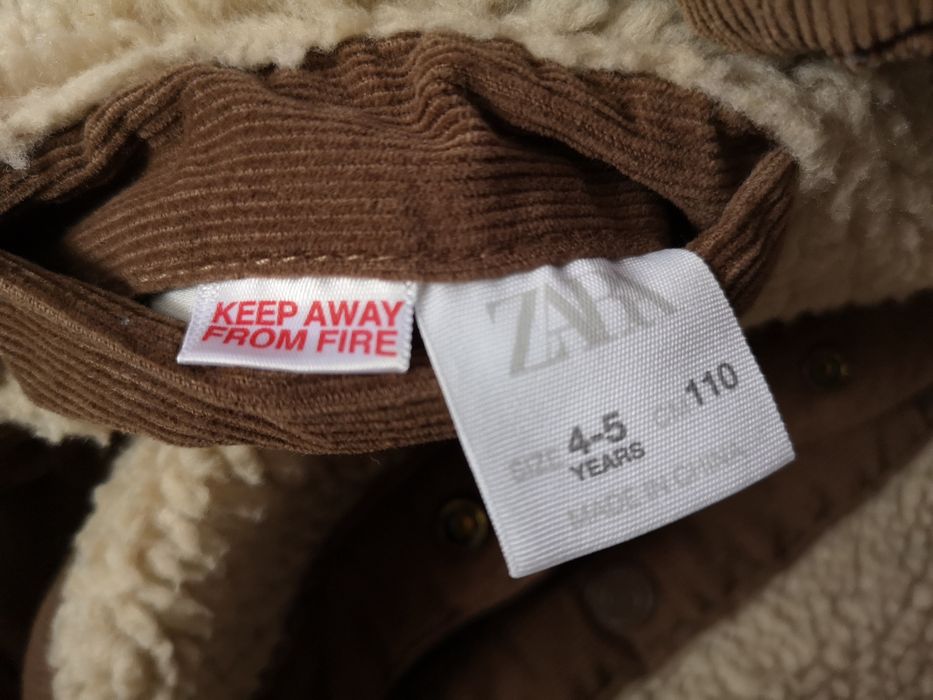 KEEP AWAY
FROM FIRE
ZARA
SIZE 4-5 YEARS CM 110
MADE IN CHINA